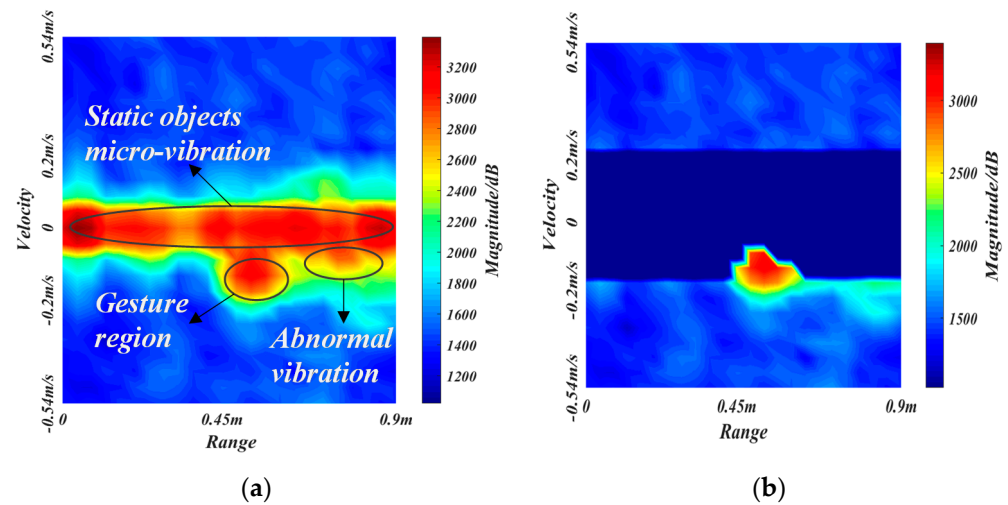 0.54m/s
0.2m/s
0
-0.2m/s
-0.54m/s
Velocity
Static objects
micro-vibration
Gesture
region
Abnormal
vibration
0
0.45m
0.9m
Range
3200
3000
2800
2600
2400
2200
2000
1800
1600
1400
1200
Magnitude/dB
(a)
0.54m/s
0.2m/s
0
-0.2m/s
-0.54m/s
Velocity
0
0.45m
0.9m
Range
3000
2500
2000
1500
Magnitude/dB
(b)